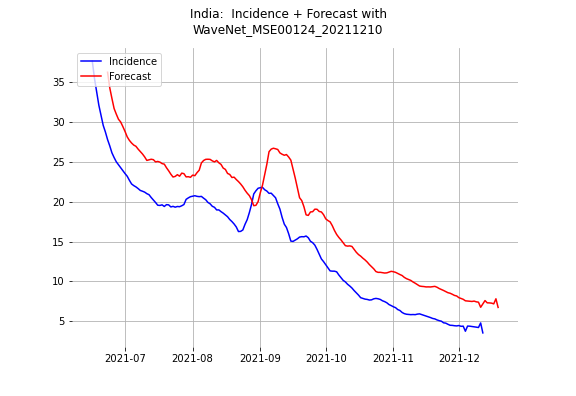 India:  Incidence + Forecast with
WaveNet_MSE00124_20211210
Incidence
Forecast
35
30
25
20
15
10
5
2021-07 2021-08 2021-09 2021-10 2021-11 2021-12